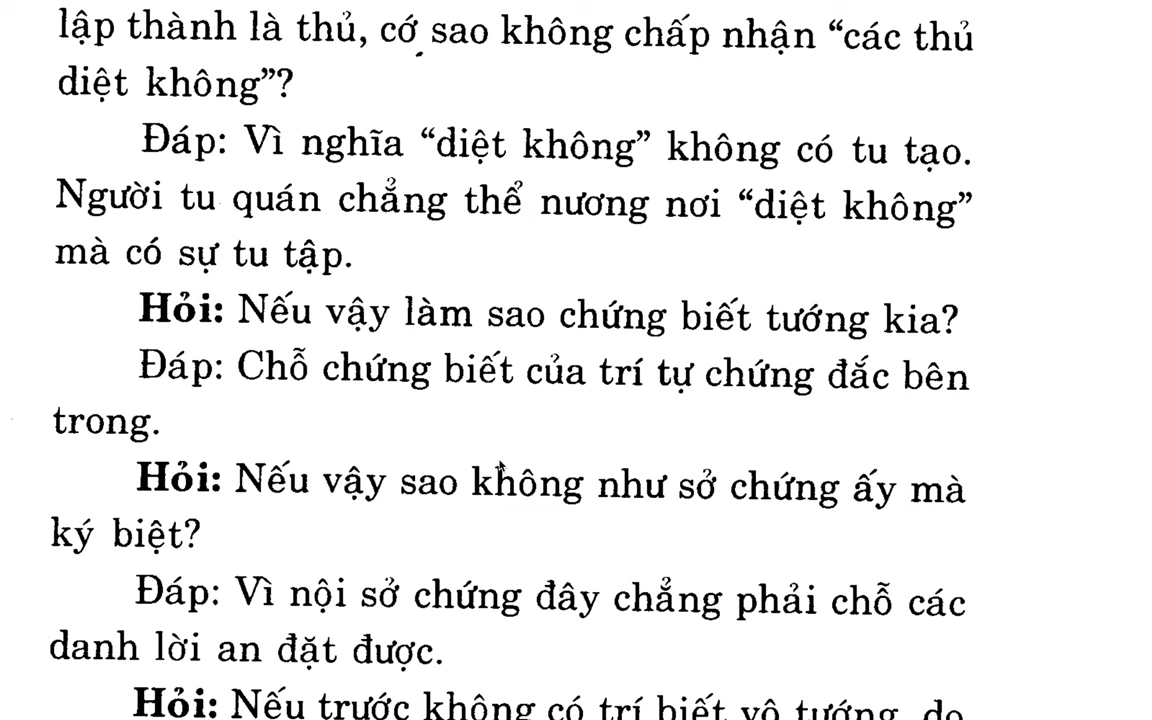 lập thành là thủ, cớ sao không chấp nhận “các thủ
diệt không”?
Đáp: Vì nghĩa “diệt không” không có tu tạo.
Người tu quán chẳng thể nương nơi “diệt không”
mà có sự tu tập.
Hỏi: Nếu vậy làm sao chứng biết tướng kia?
Đáp: Chỗ chứng biết của trí tự chứng đắc bên
trong.
Hỏi: Nếu vậy sao không như sở chứng ấy mà
ký biệt?
Đáp: Vì nội sở chứng đây chẳng phải chỗ các
danh lời an đặt được.
Hỏi: Nếu trước không có trí biết vô tướng, do